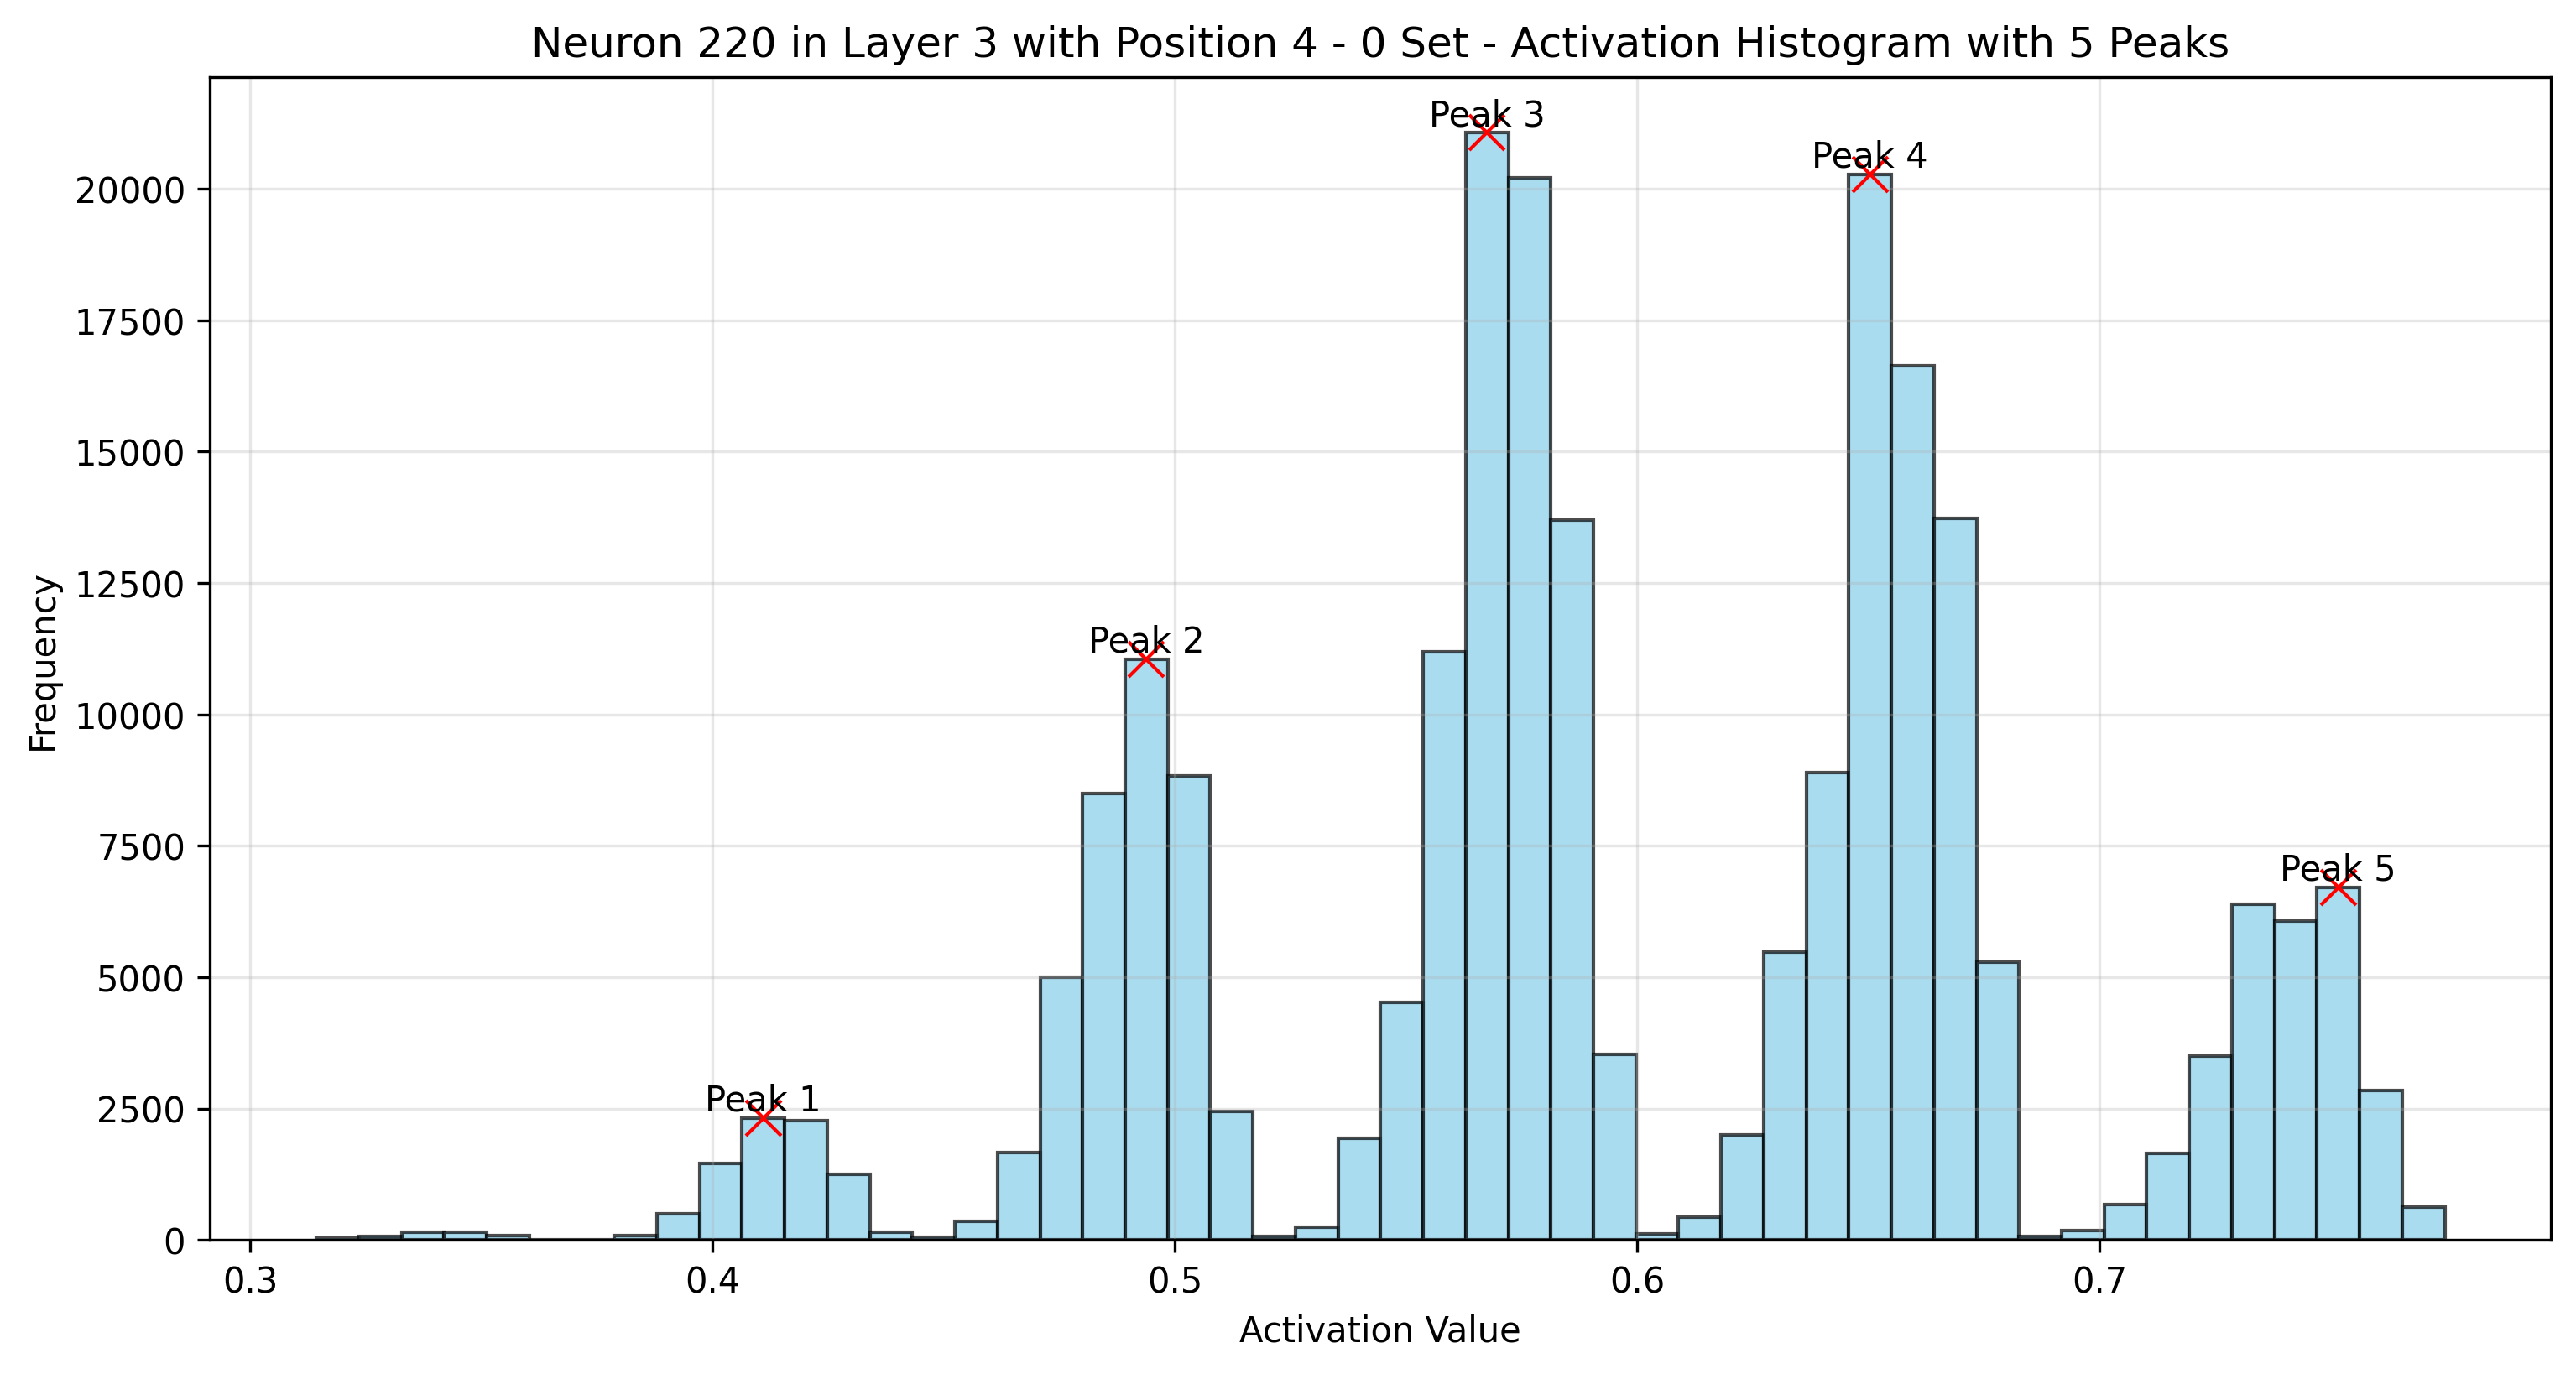 Neuron 220 in Layer 3 with Position 4 - 0 Set - Activation Histogram with 5 Peaks
Peak 3
Peak 4
20000
17500
15000
12500
Peak 2
10000
7500
Peak 5
5000
2500
Peak 1
0
Frequency
0.3
0.4
0.5
0.6
0.7
Activation Value